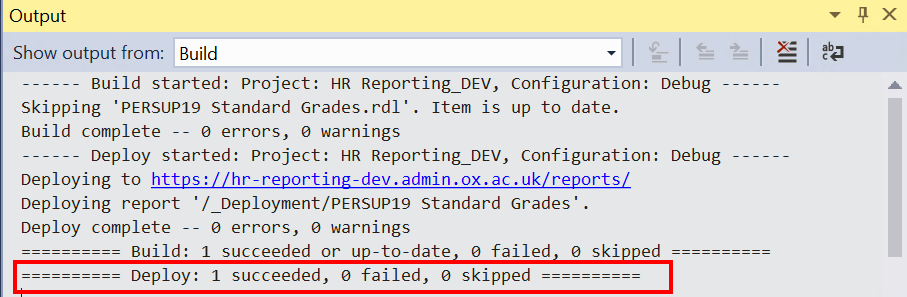 Output
Show output from: Build
------ Build started: Project: HR Reporting_DEV, Configuration: Debug ------
Skipping 'PERSUP19 Standard Grades.rdl'. Item is up to date.
Build complete -- 0 errors, 0 warnings
------ Deploy started: Project: HR Reporting_DEV, Configuration: Debug ------
Deploying to https://hr-reporting-dev.admin.ox.ac.uk/reports/
Deploying report '/_Deployment/PERSUP19 Standard Grades'.
Deploy complete -- 0 errors, 0 warnings
========== Build: 1 succeeded or up-to-date, 0 failed, 0 skipped ==========
========== Deploy: 1 succeeded, 0 failed, 0 skipped ==========